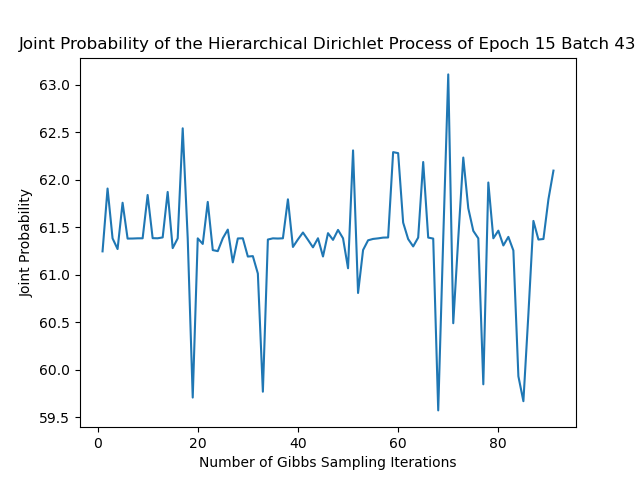 Joint Probability of the Hierarchical Dirichlet Process of Epoch 15 Batch 43
63.0
62.5
62.0
61.5
61.0
60.5
60.0
59.5
Joint Probability
0 20 40 60 80
Number of Gibbs Sampling Iterations